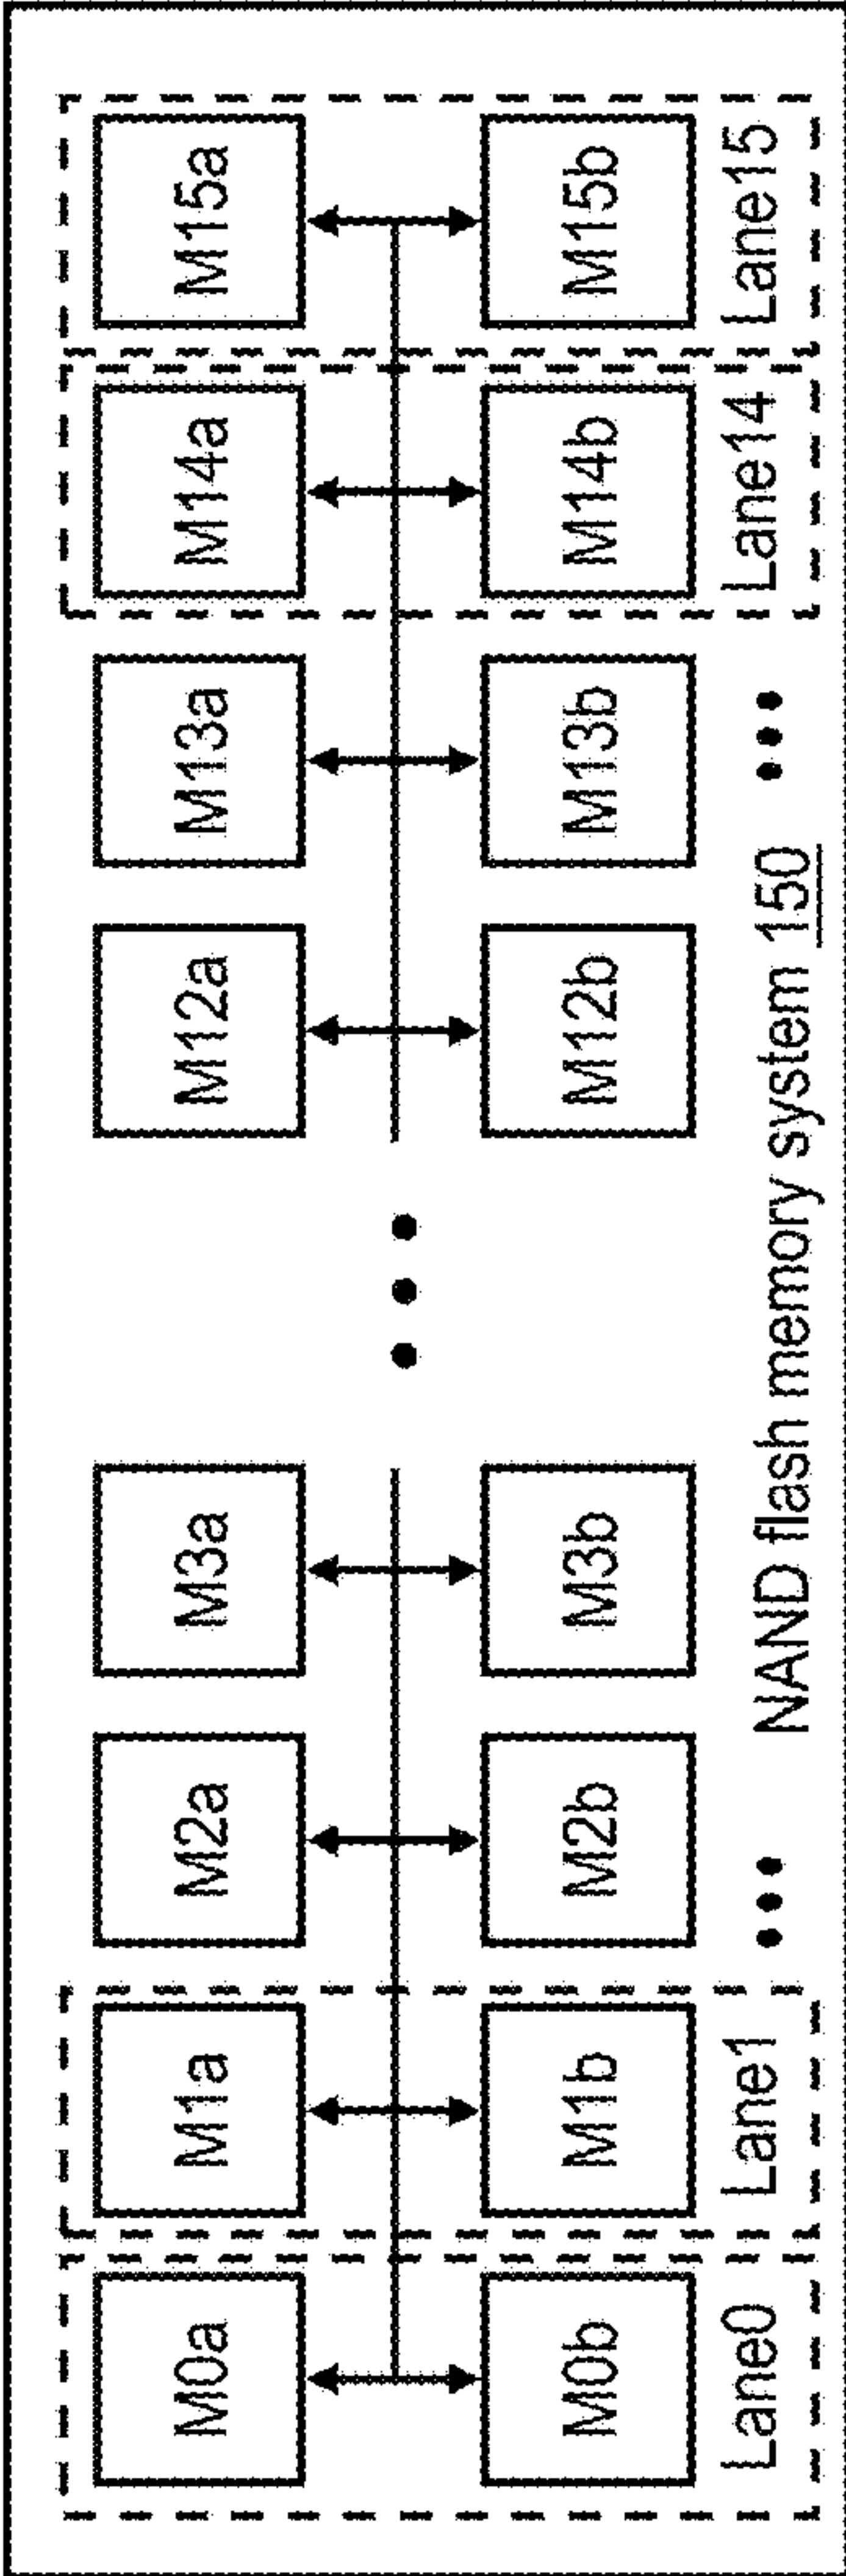 M0a M1a M2a M3a ••• M12a M13a M14a M15a
M0b M1b M2b M3b M12b M13b M14b M15b
Lane0 Lane1 ••• ••• Lane14 Lane15
NAND flash memory system 150